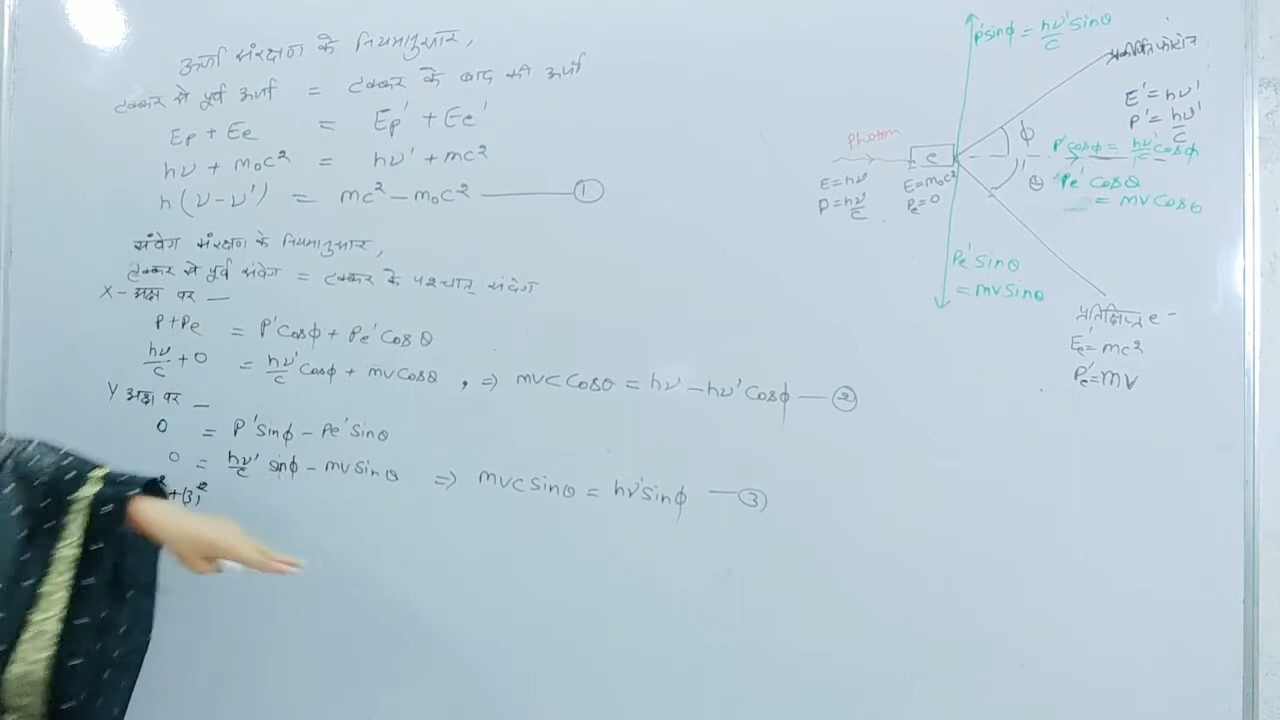 ऊर्जा संरक्षण के नियमानुसार,
टक्कर से पूर्व ऊर्जा = टक्कर के बाद की ऊर्जा
Ep + Ee = Ep' + Ee'
hν + m₀c² = hν' + mc²
h(ν-ν') = mc² - m₀c² — ①
संवेग संरक्षण के नियमानुसार,
टक्कर से पूर्व संवेग = टक्कर के पश्चात् संवेग
X- अक्ष पर —
P+Pe = P'Cosϕ + Pe'Cosθ
hν/c + 0 = hν'/c Cosϕ + mvCosθ , ⇒ mvc Cosθ = hν - hν'Cosϕ — ②
Y अक्ष पर —
0 = P'Sinϕ - Pe'Sinθ
0 = hν'/c sinϕ - mvSinθ ⇒ mvcSinθ = hν'Sinϕ — ③
+(3)²
P'sinϕ = hν'Sinθ/c
E' = hν'
P' = hν'/c
Photon
e
ϕ
P'cosϕ = hν'/c cosϕ
E=hν
P=hν/c
E=m₀c²
Pe=0
θ
Pe'Cosθ
= mvCosθ
Pe'Sinθ
= mvSinθ
प्रतिक्षिप्त e-
Ee'=mc²
Pe'=mv